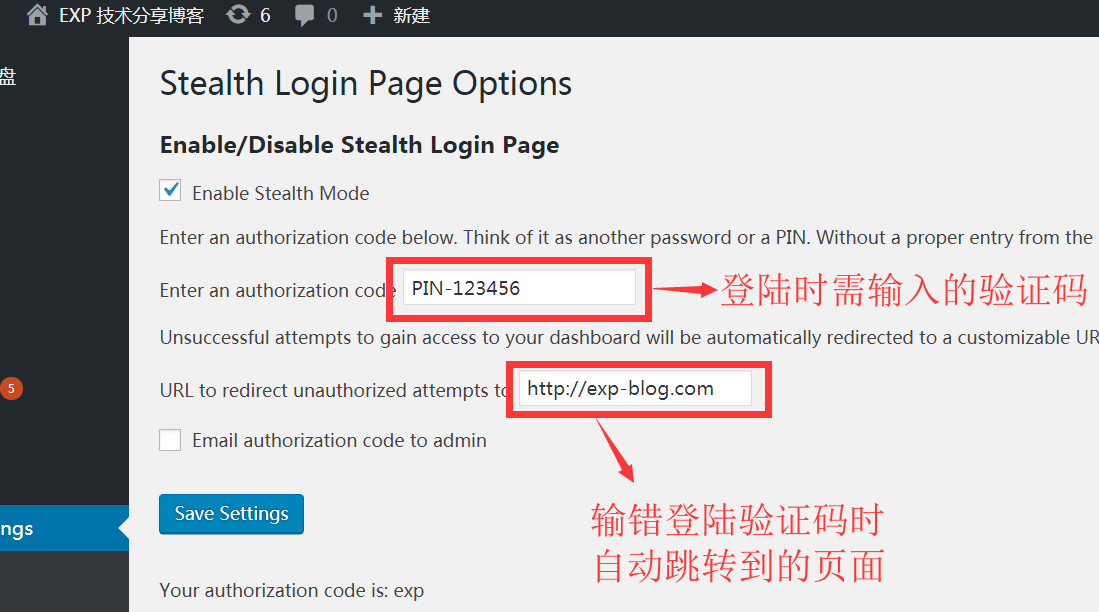 EXP 技术分享博客 6 0 新建
盘
Stealth Login Page Options
Enable/Disable Stealth Login Page
Enable Stealth Mode
Enter an authorization code below. Think of it as another password or a PIN. Without a proper entry from the
Enter an authorization code PIN-123456 登陆时需输入的验证码
Unsuccessful attempts to gain access to your dashboard will be automatically redirected to a customizable UR
5
URL to redirect unauthorized attempts to http://exp-blog.com
Email authorization code to admin
Save Settings
输错登陆验证码时
自动跳转到的页面
ngs
Your authorization code is: exp